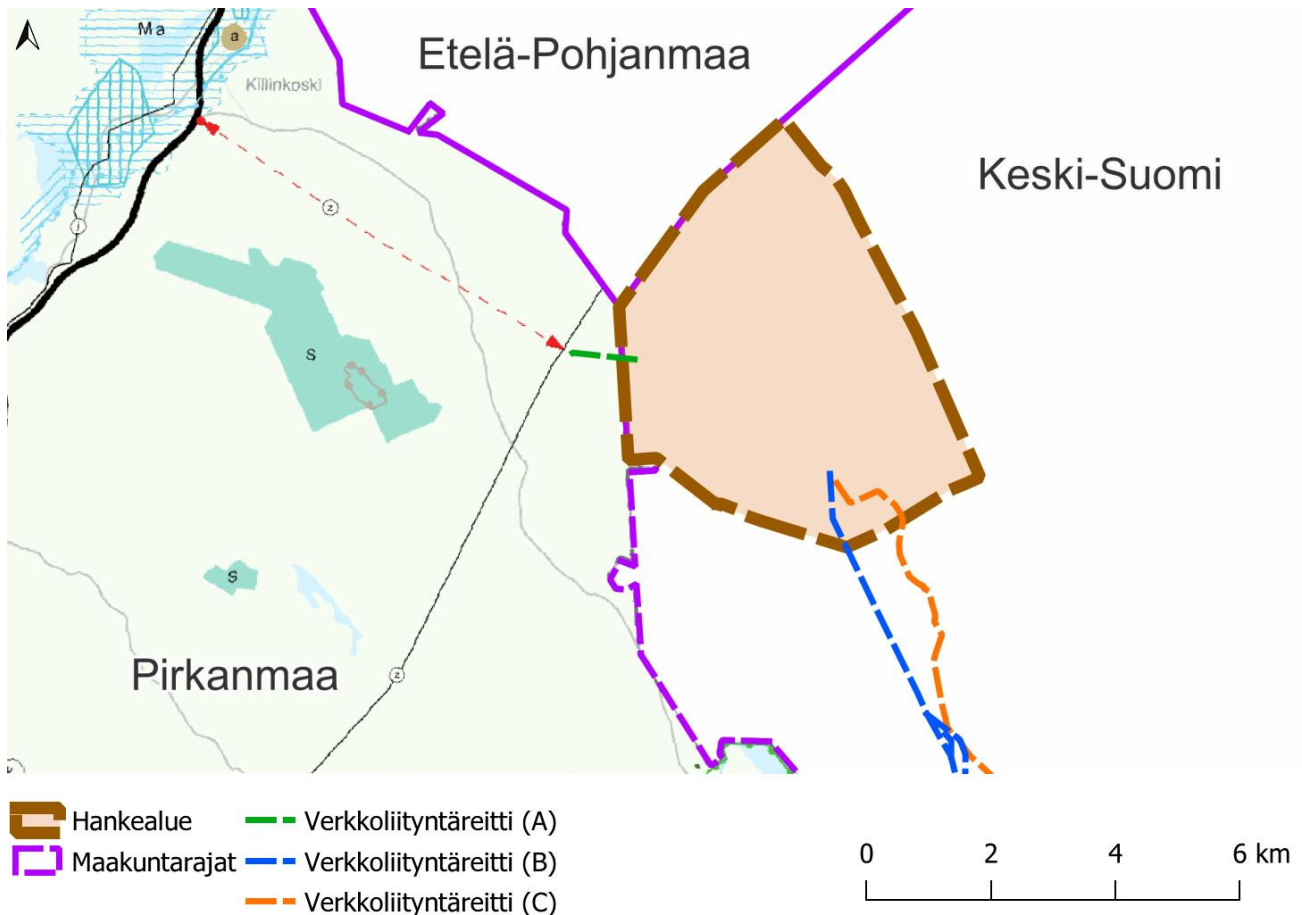 Ma
a
Etelä-Pohjanmaa
Killinkoski
Keski-Suomi
z
j
S
S
Pirkanmaa
z
Hankealue
Maakuntarajat
Verkkoliityntäreitti (A)
Verkkoliityntäreitti (B)
Verkkoliityntäreitti (C)
0 2 4 6 km